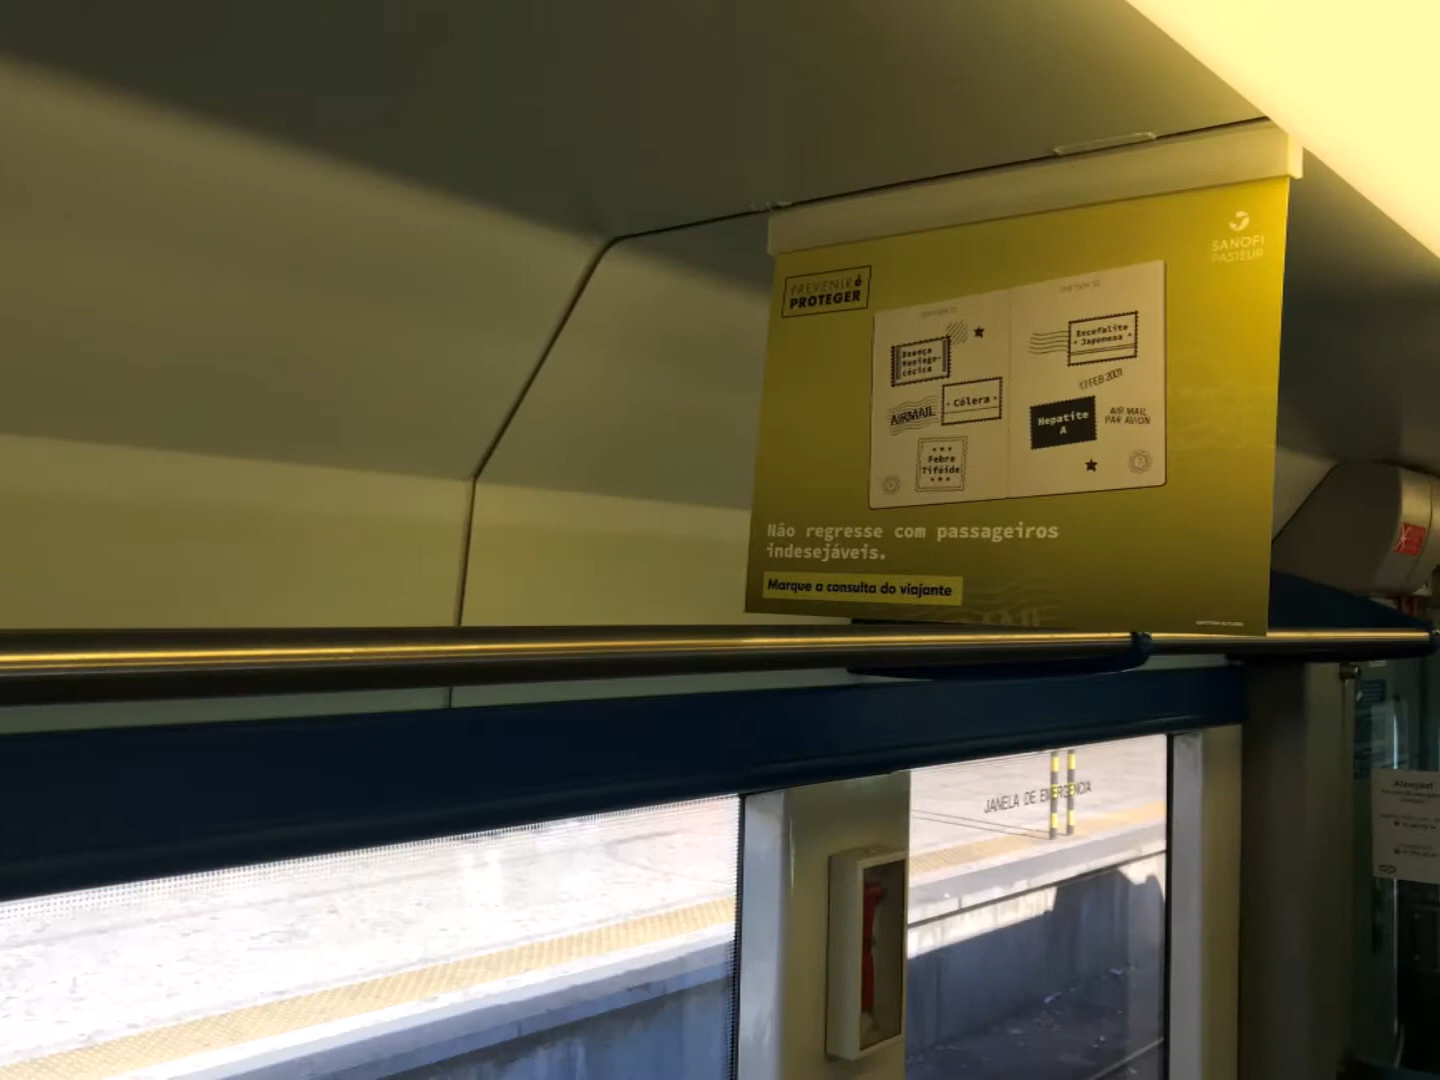 SANOFI
PASTEUR
PREVENIR é
PROTEGER
Doença
Meningo-
cócica
Encefalite
Japonesa
17 FEB 2021
Cólera
AIRMAIL
Hepatite
A
AIR MAIL
PAR AVION
Febre
Tifóide
Não regresse com passageiros
indesejáveis.
Marque a consulta do viajante
JANELA DE EMERGÊNCIA
Atenção!